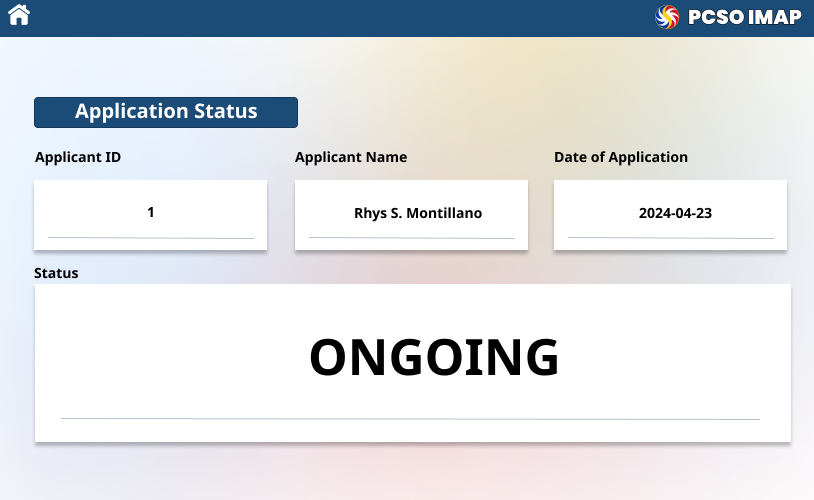 PCSO IMAP
Application Status
Applicant ID
Applicant Name
Date of Application
1
Rhys S. Montillano
2024-04-23
Status
ONGOING